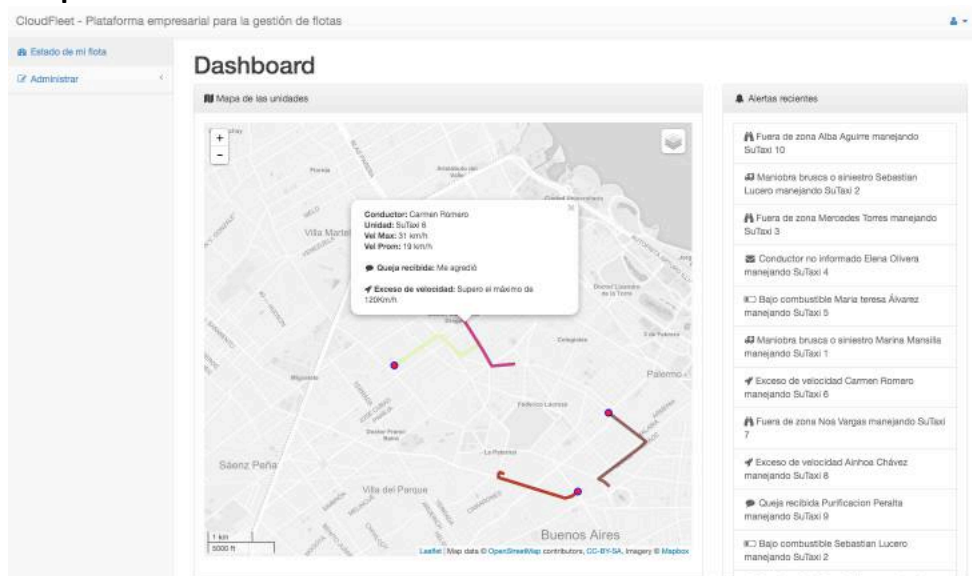 CloudFleet - Plataforma empresarial para la gestión de flotas
Estado de mi flota
Administrar
Dashboard
Mapa de las unidades
+
−
Conductor: Carmen Romero
Unidad: SuTaxi 6
Vel Max: 31 km/h
Vel Prom: 19 km/h
Queja recibida: Me agredió
Exceso de velocidad: Supero el máximo de
120Km/h
Villa Martel
Palermo
Sáenz Peña
Villa del Parque
Buenos Aires
1 km
5000 ft
Leaflet | Map data © OpenStreetMap contributors, CC-BY-SA, Imagery © Mapbox
Alertas recientes
Fuera de zona Alba Aguirre manejando
SuTaxi 10
Maniobra brusca o siniestro Sebastian
Lucero manejando SuTaxi 2
Fuera de zona Mercedes Torres manejando
SuTaxi 3
Conductor no informado Elena Olivera
manejando SuTaxi 4
Bajo combustible Maria teresa Álvarez
manejando SuTaxi 5
Maniobra brusca o siniestro Marina Mansilla
manejando SuTaxi 1
Exceso de velocidad Carmen Romero
manejando SuTaxi 6
Fuera de zona Noa Vargas manejando SuTaxi
7
Exceso de velocidad Ainhoa Chávez
manejando SuTaxi 8
Queja recibida Purificacion Peralta
manejando SuTaxi 9
Bajo combustible Sebastian Lucero
manejando SuTaxi 2